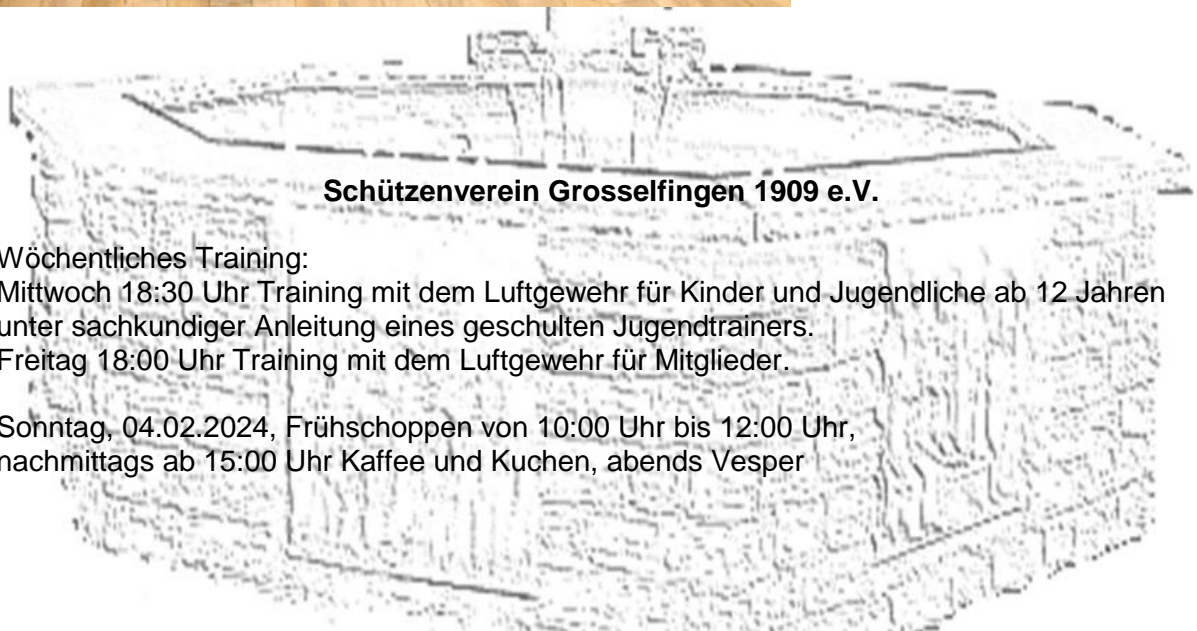 Schützenverein Grosselfingen 1909 e.V.
Wöchentliches Training:
Mittwoch 18:30 Uhr Training mit dem Luftgewehr für Kinder und Jugendliche ab 12 Jahren
unter sachkundiger Anleitung eines geschulten Jugendtrainers.
Freitag 18:00 Uhr Training mit dem Luftgewehr für Mitglieder.
Sonntag, 04.02.2024, Frühschoppen von 10:00 Uhr bis 12:00 Uhr,
nachmittags ab 15:00 Uhr Kaffee und Kuchen, abends Vesper